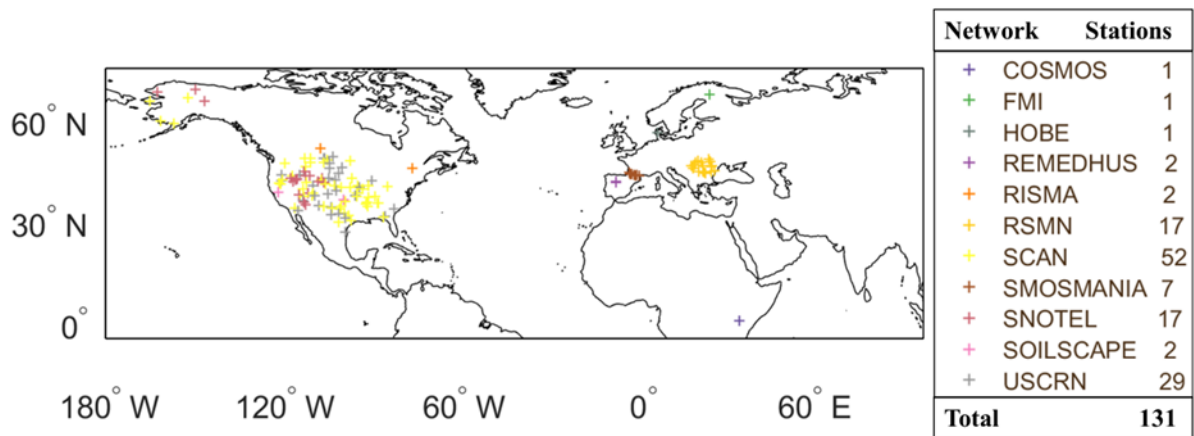 60° N
30° N
0°
180° W 120° W 60° W 0° 60° E
Network Stations
COSMOS 1
FMI 1
HOBE 1
REMEDHUS 2
RISMA 2
RSMN 17
SCAN 52
SMOSMANIA 7
SNOTEL 17
SOILSCAPE 2
USCRN 29
Total 131